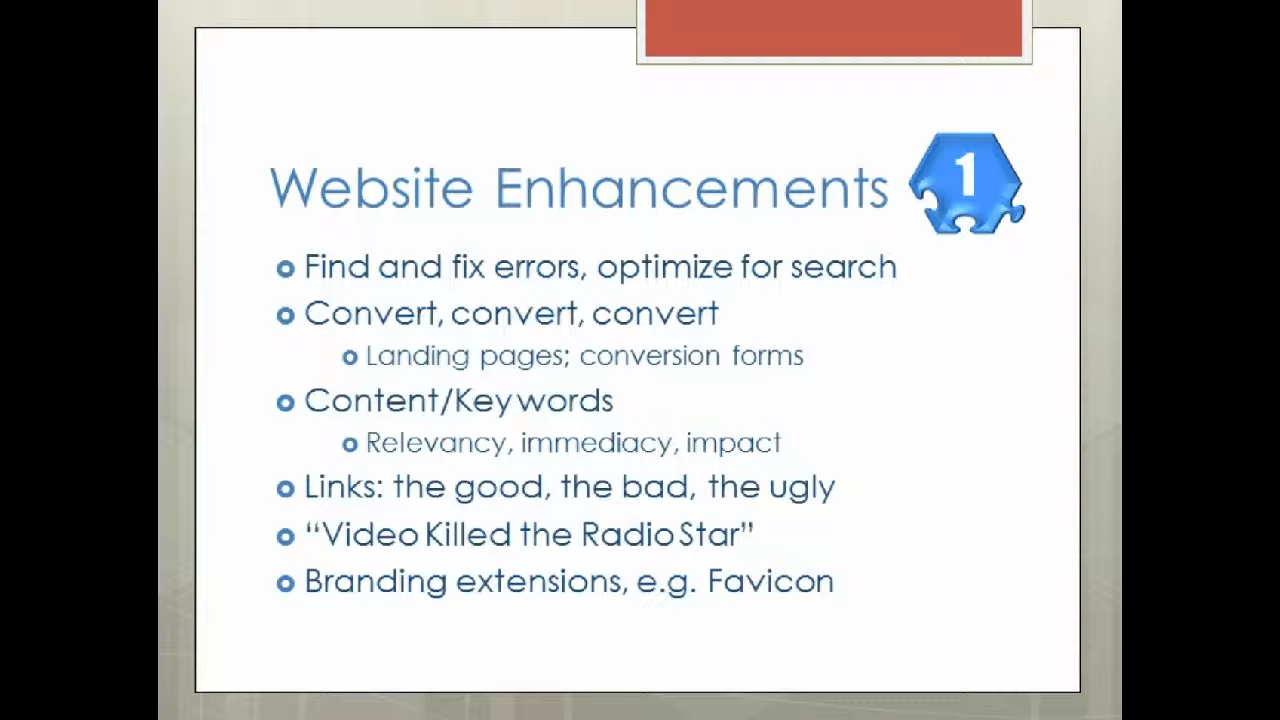 Website Enhancements
1
Find and fix errors, optimize for search
Convert, convert, convert
Landing pages; conversion forms
Content/Keywords
Relevancy, immediacy, impact
Links: the good, the bad, the ugly
“Video Killed the Radio Star”
Branding extensions, e.g. Favicon